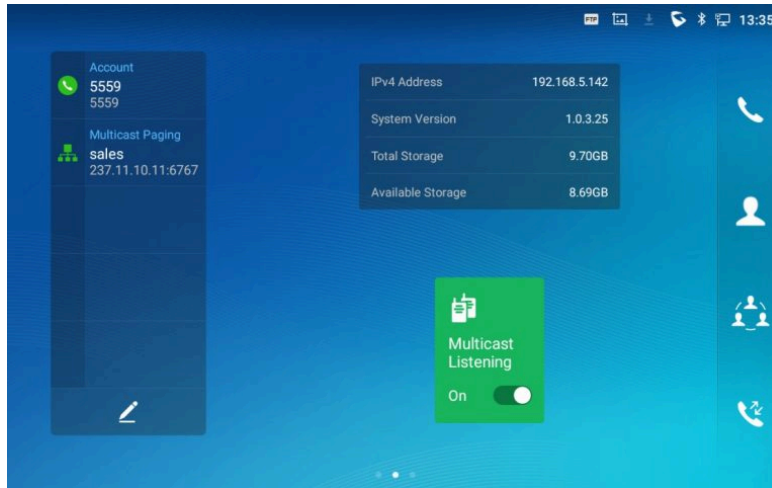 FTP 13:35
Account
5559
5559
Multicast Paging
sales
237.11.10.11:6767
IPv4 Address 192.168.5.142
System Version 1.0.3.25
Total Storage 9.70GB
Available Storage 8.69GB
Multicast
Listening
On